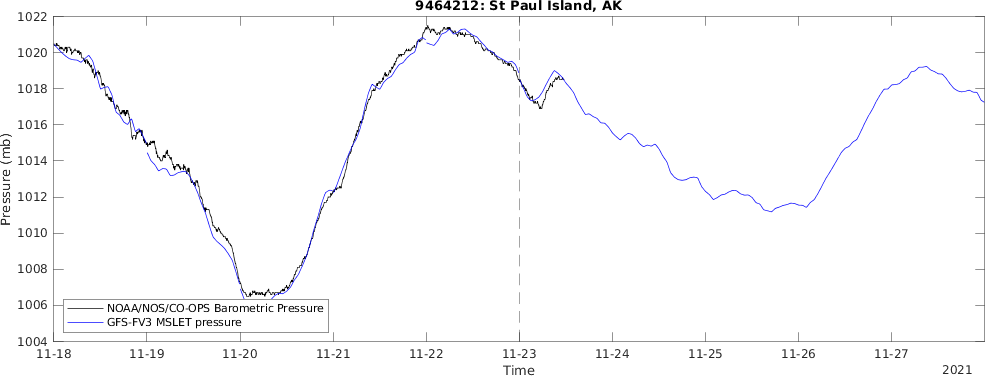 9464212: St Paul Island, AK
Pressure (mb)
1022
1020
1018
1016
1014
1012
1010
1008
1006
1004
NOAA/NOS/CO-OPS Barometric Pressure
GFS-FV3 MSLET pressure
11-18 11-19 11-20 11-21 11-22 11-23 11-24 11-25 11-26 11-27
Time
2021